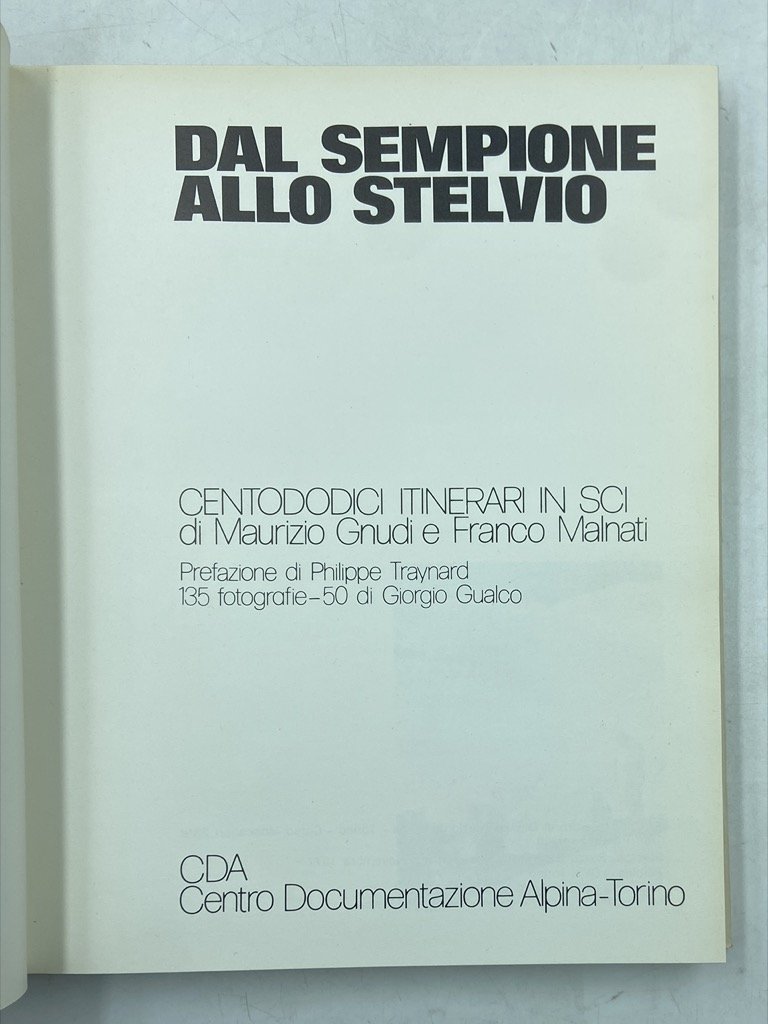 DAL SEMPIONE
ALLO STELVIO
CENTODODICI ITINERARI IN SCI
di Maurizio Gnudi e Franco Malnati
Prefazione di Philippe Traynard
135 fotografie–50 di Giorgio Gualco
CDA
Centro Documentazione Alpina-Torino